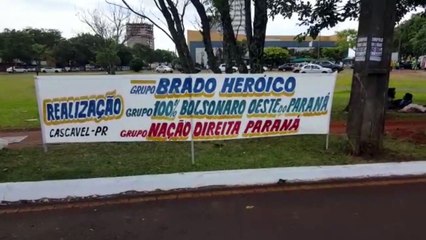 REALIZAÇÃO
CASCAVEL-PR
GRUPO BRADO HERÓICO
GRUPO 100% BOLSONARO OESTE DO PARANÁ
GRUPO NAÇÃO DIREITA PARANÁ